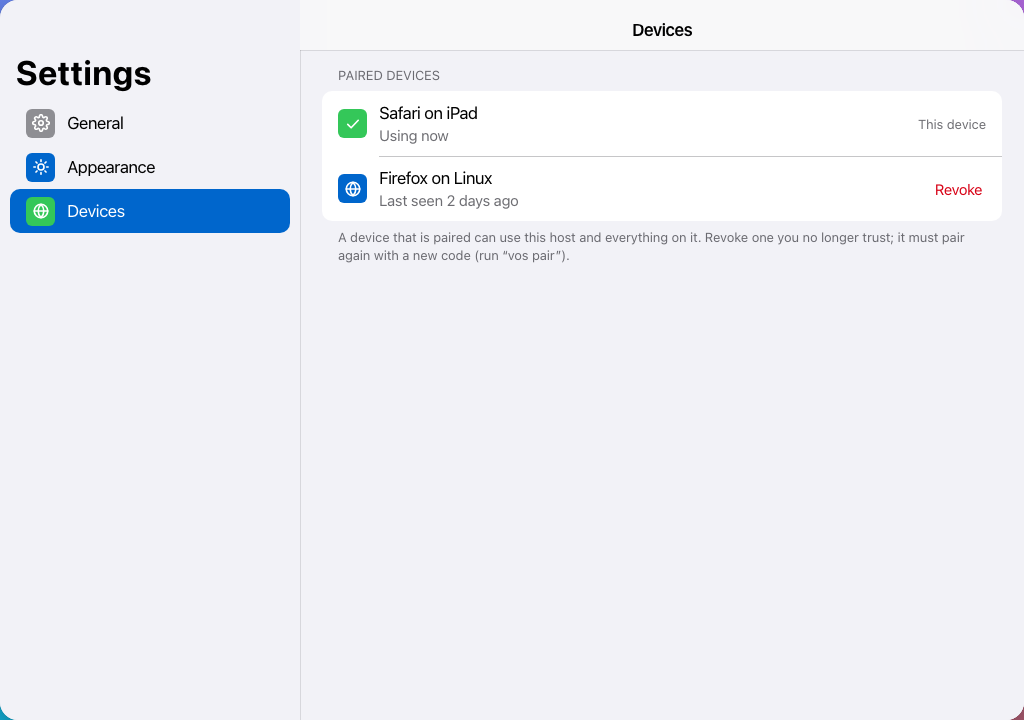 Settings
General
Appearance
Devices
Devices
PAIRED DEVICES
Safari on iPad
Using now
This device
Firefox on Linux
Last seen 2 days ago
Revoke
A device that is paired can use this host and everything on it. Revoke one you no longer trust; it must pair
again with a new code (run “vos pair”).